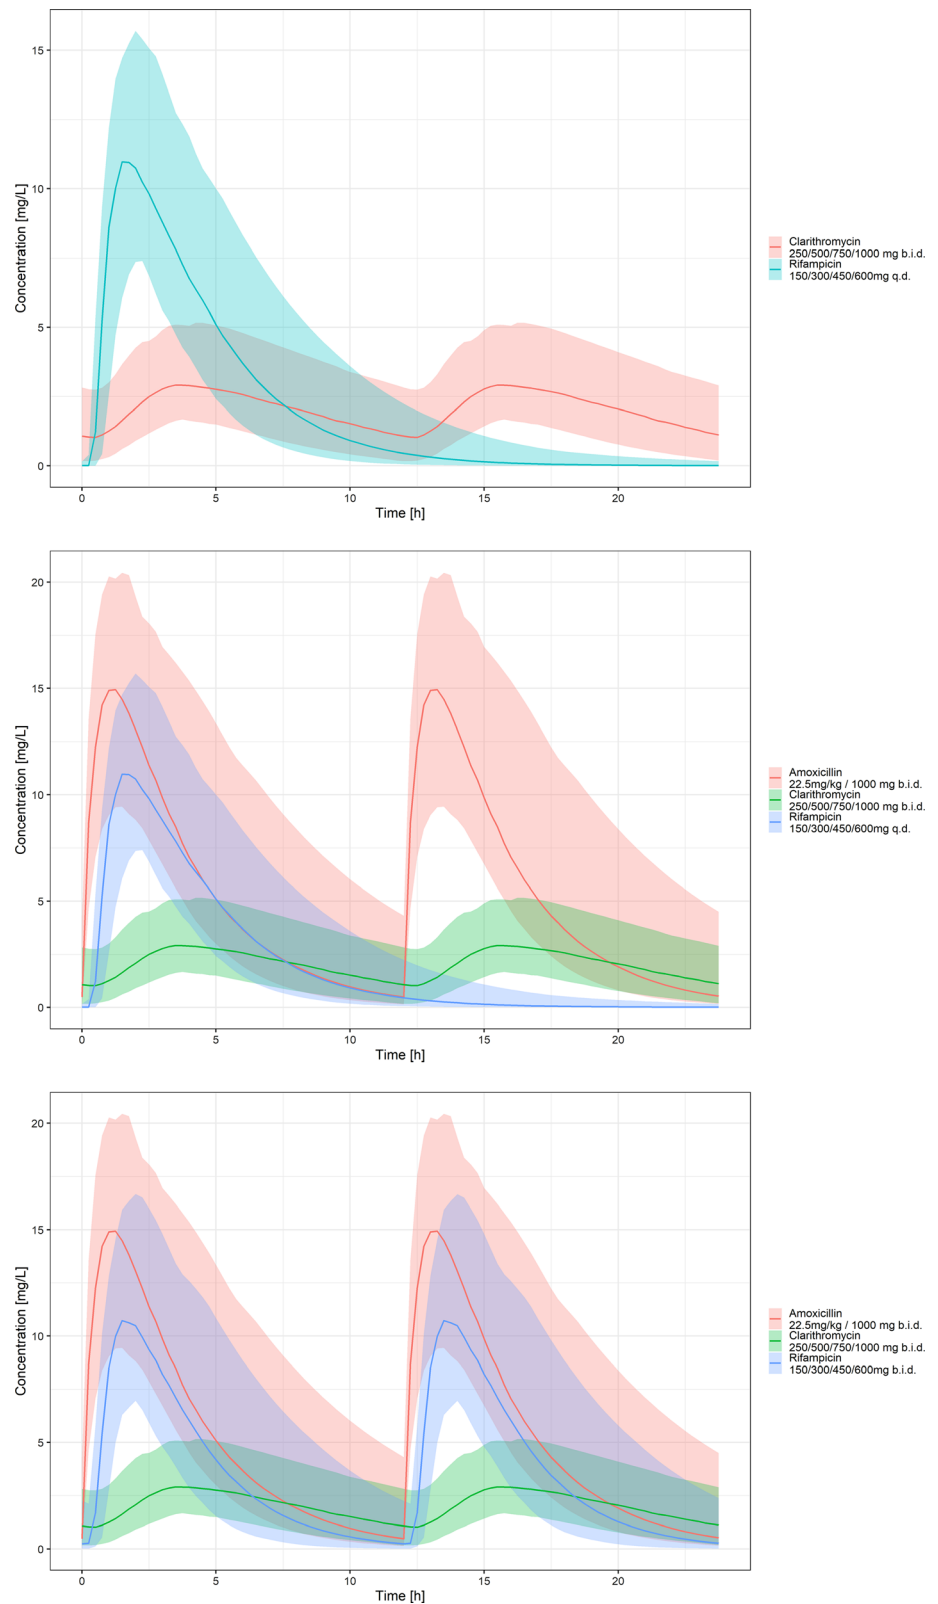 15
10
5
0
Concentration [mg/L]
0 5 10 15 20
Time [h]
Clarithromycin
250/500/750/1000 mg b.i.d.
Rifampicin
150/300/450/600mg q.d.
20
15
10
5
0
Concentration [mg/L]
0 5 10 15 20
Time [h]
Amoxicillin
22.5mg/kg / 1000 mg b.i.d.
Clarithromycin
250/500/750/1000 mg b.i.d.
Rifampicin
150/300/450/600mg q.d.
20
15
10
5
0
Concentration [mg/L]
0 5 10 15 20
Time [h]
Amoxicillin
22.5mg/kg / 1000 mg b.i.d.
Clarithromycin
250/500/750/1000 mg b.i.d.
Rifampicin
150/300/450/600mg b.i.d.